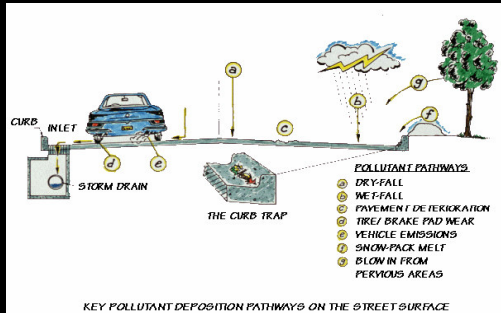 a
g
b
f
CURB
INLET
c
d
e
STORM DRAIN
THE CURB TRAP
POLLUTANT PATHWAYS
a DRY-FALL
b WET-FALL
c PAVEMENT DETERIORATION
d TIRE/ BRAKE PAD WEAR
e VEHICLE EMISSIONS
f SNOW-PACK MELT
g BLOW IN FROM
PERVIOUS AREAS
KEY POLLUTANT DEPOSITION PATHWAYS ON THE STREET SURFACE